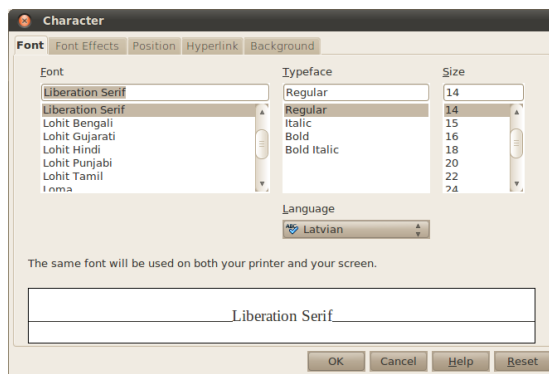 Character
Font Font Effects Position Hyperlink Background
Font Typeface Size
Liberation Serif Regular 14
Liberation Serif Regular 14
Lohit Bengali Italic 15
Lohit Gujarati Bold 16
Lohit Hindi Bold Italic 18
Lohit Punjabi 20
Lohit Tamil 22
Loma 24
Language
ABC Latvian
The same font will be used on both your printer and your screen.
Liberation Serif
OK Cancel Help Reset